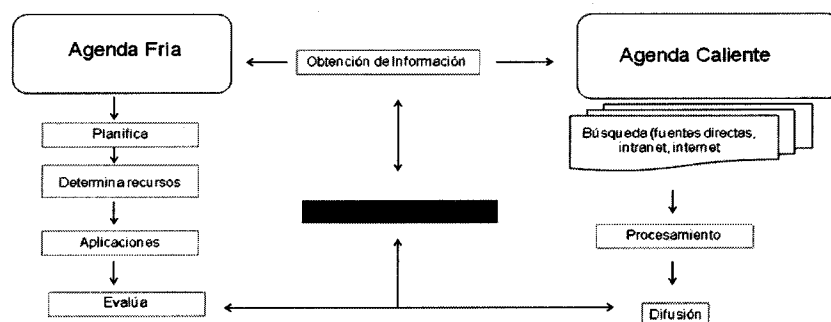 Agenda Fria
Obtención de Información
Agenda Caliente
Planifica
Búsqueda (fuentes directas,
intranet, internet
Determina recursos
Aplicaciones
Procesamiento
Evalúa
Difusión